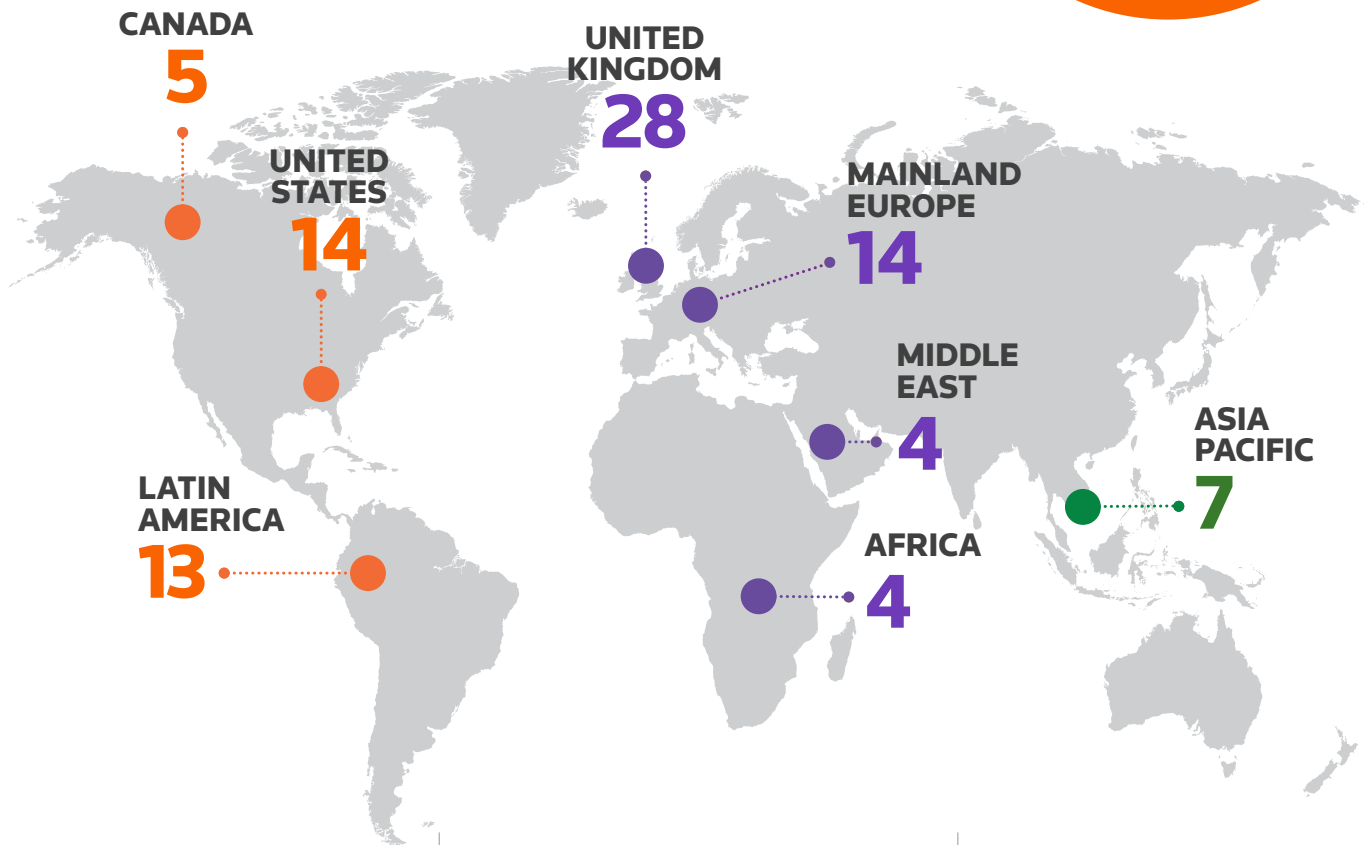 CANADA
5
UNITED
STATES
14
LATIN
AMERICA
13
UNITED
KINGDOM
28
MAINLAND
EUROPE
14
MIDDLE
EAST
4
AFRICA
4
ASIA
PACIFIC
7